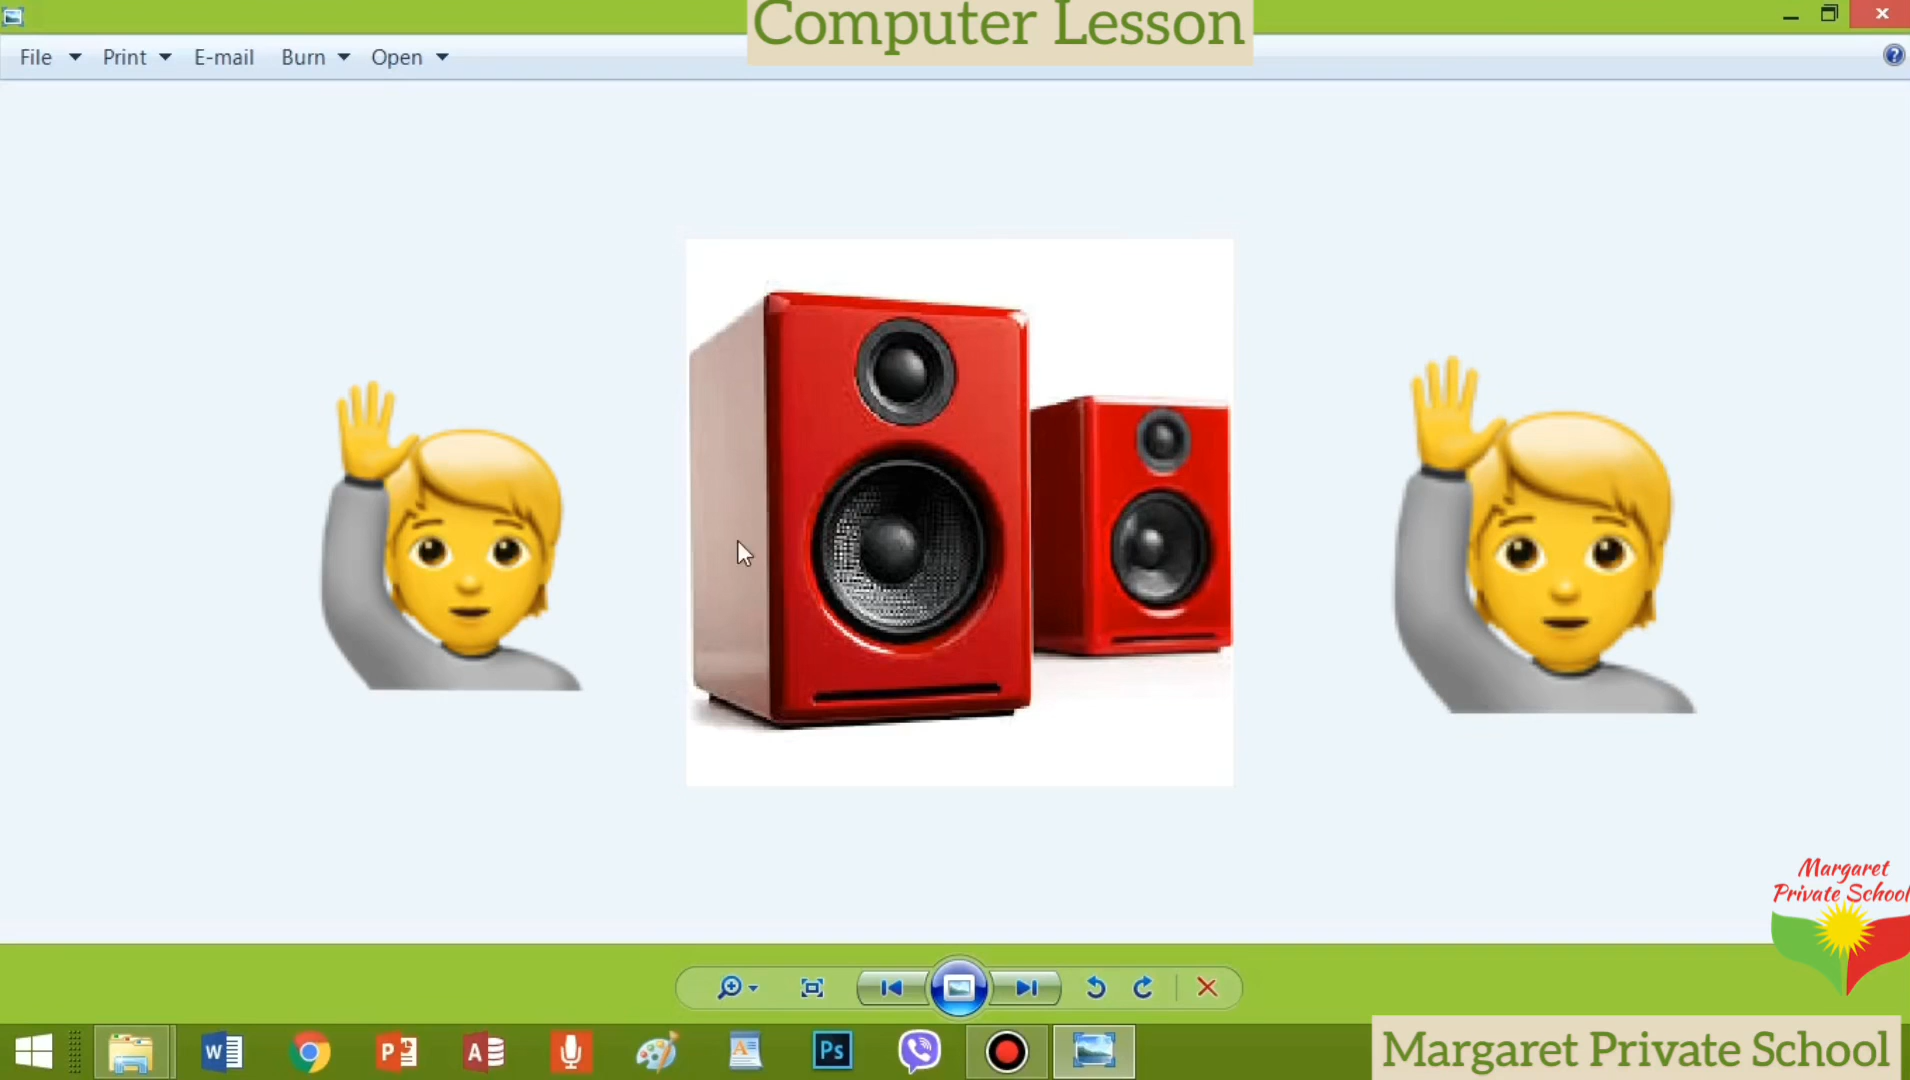 Computer Lesson
File Print E-mail Burn Open
Margaret
Private School
Margaret Private School